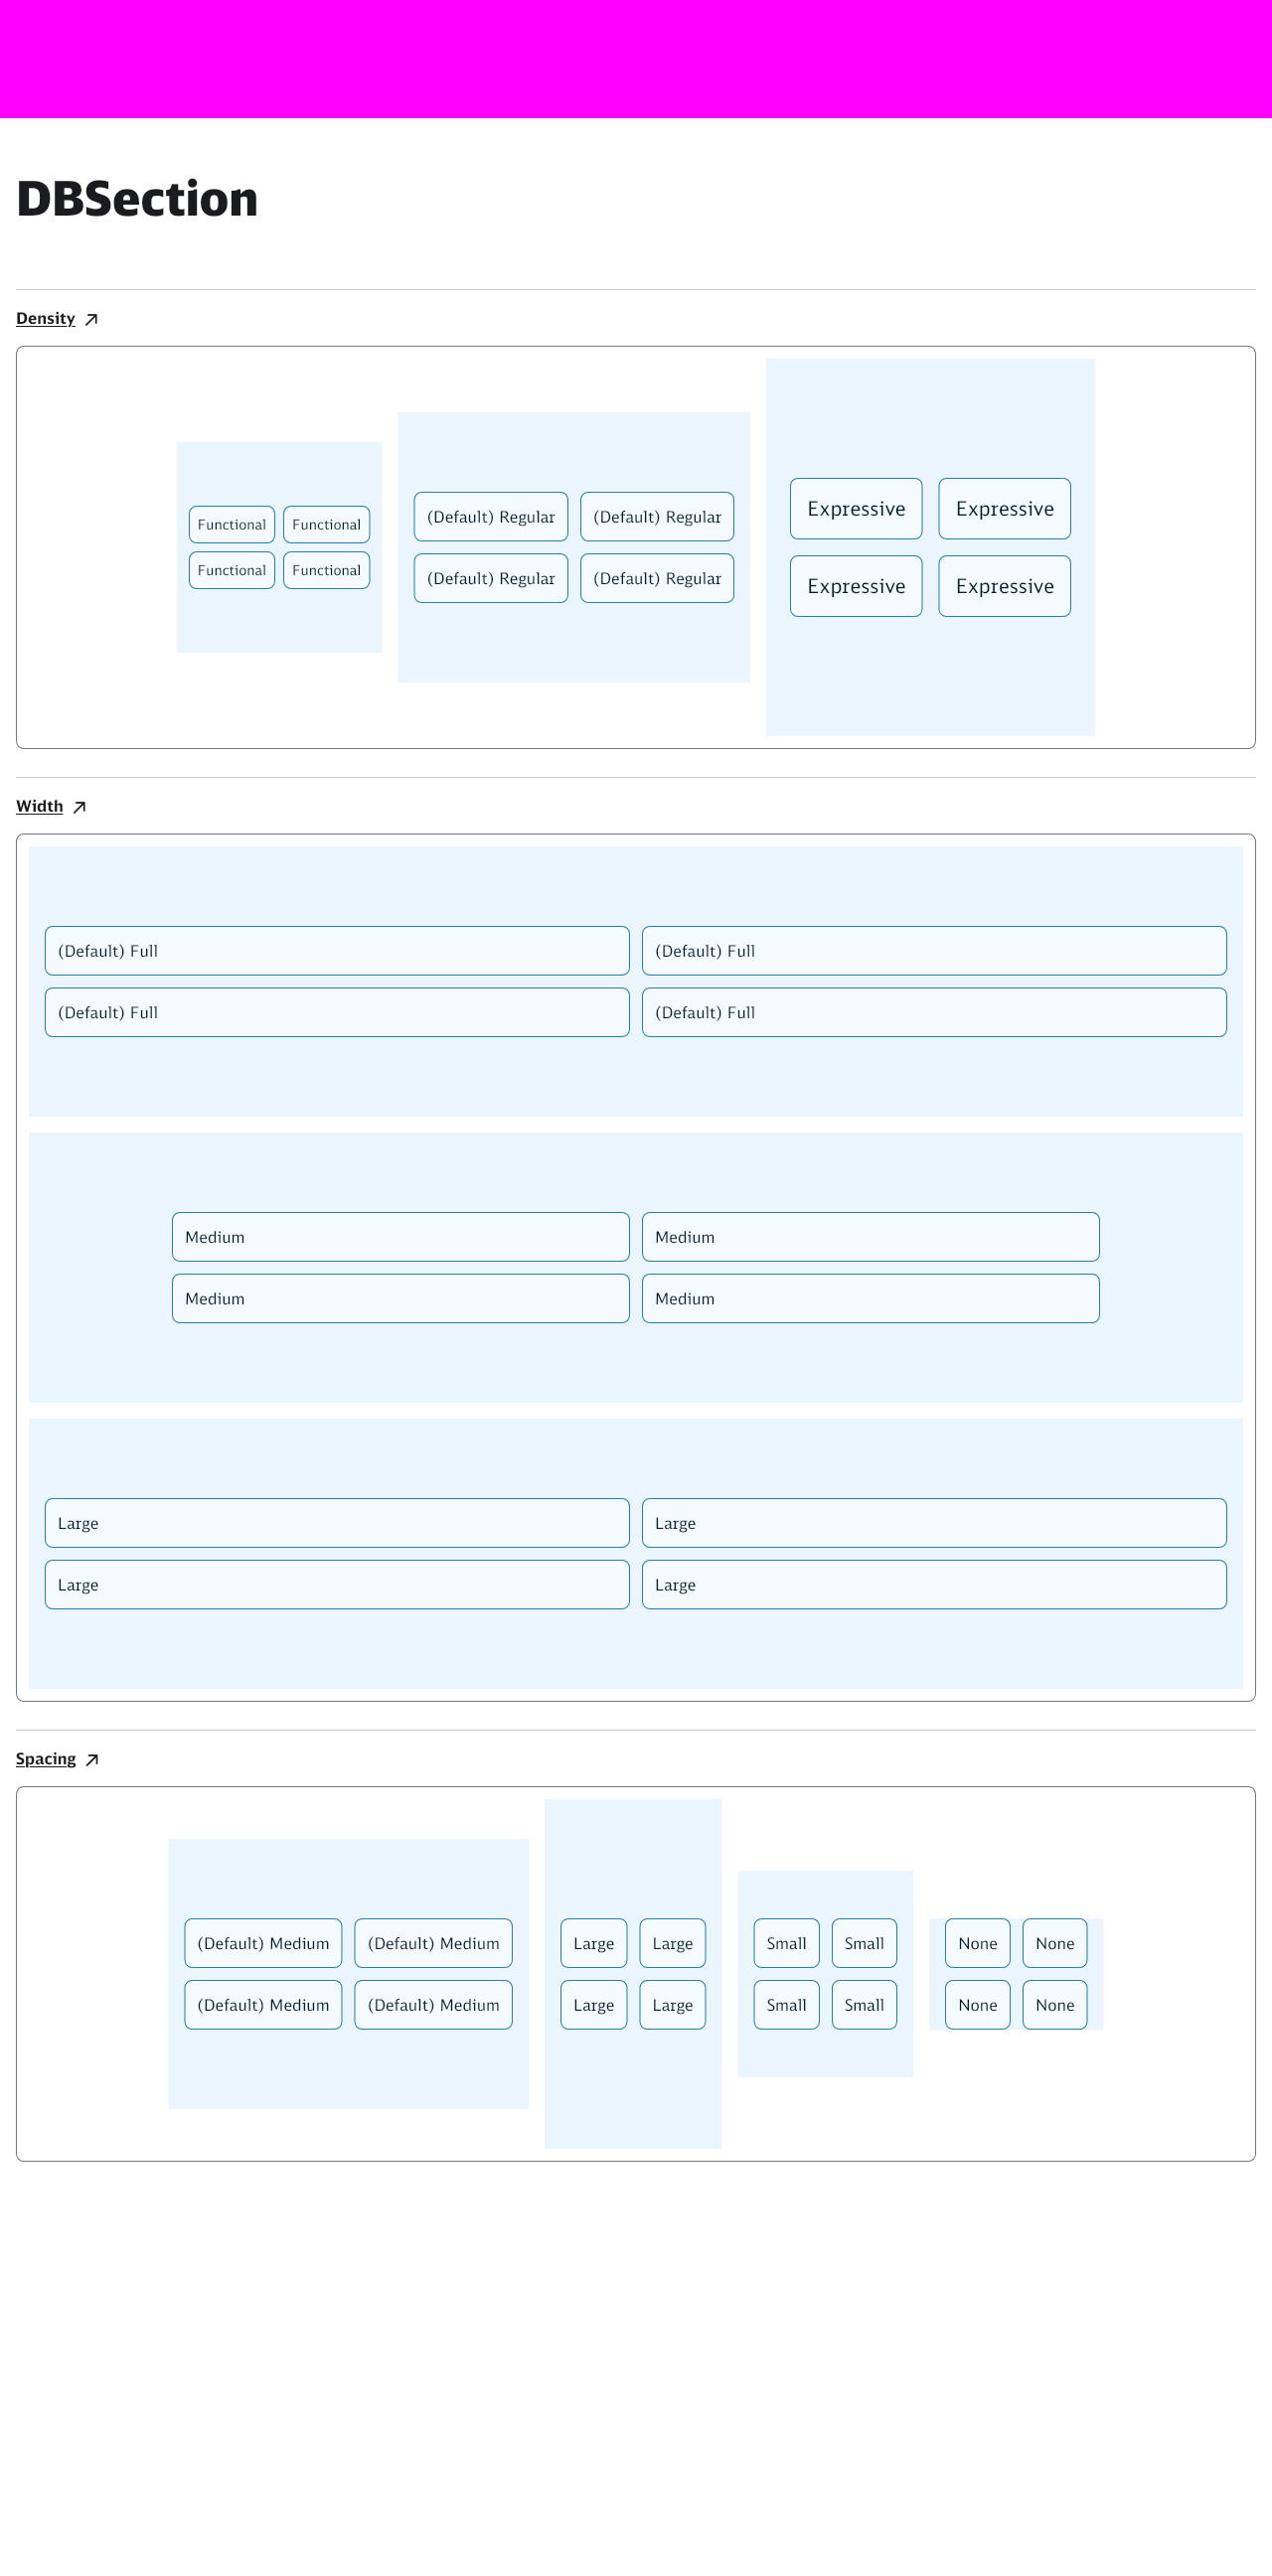 DBSection
Density
Functional Functional
Functional Functional
(Default) Regular (Default) Regular
(Default) Regular (Default) Regular
Expressive Expressive
Expressive Expressive
Width
(Default) Full (Default) Full
(Default) Full (Default) Full
Medium Medium
Medium Medium
Large Large
Large Large
Spacing
(Default) Medium (Default) Medium
(Default) Medium (Default) Medium
Large Large
Large Large
Small Small
Small Small
None None
None None